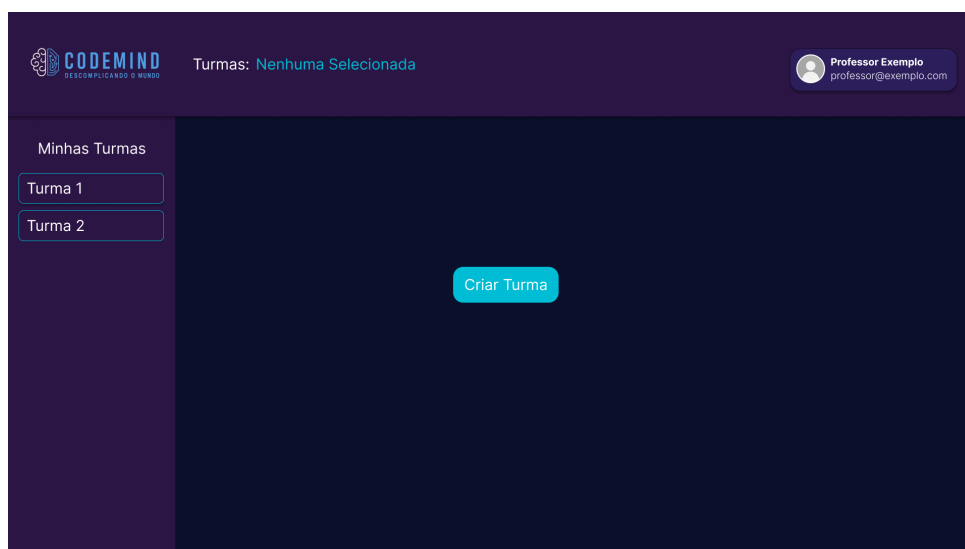 CODEMIND
DESCOMPLICANDO O MUNDO
Turmas: Nenhuma Selecionada
Professor Exemplo
professor@exemplo.com
Minhas Turmas
Turma 1
Turma 2
Criar Turma